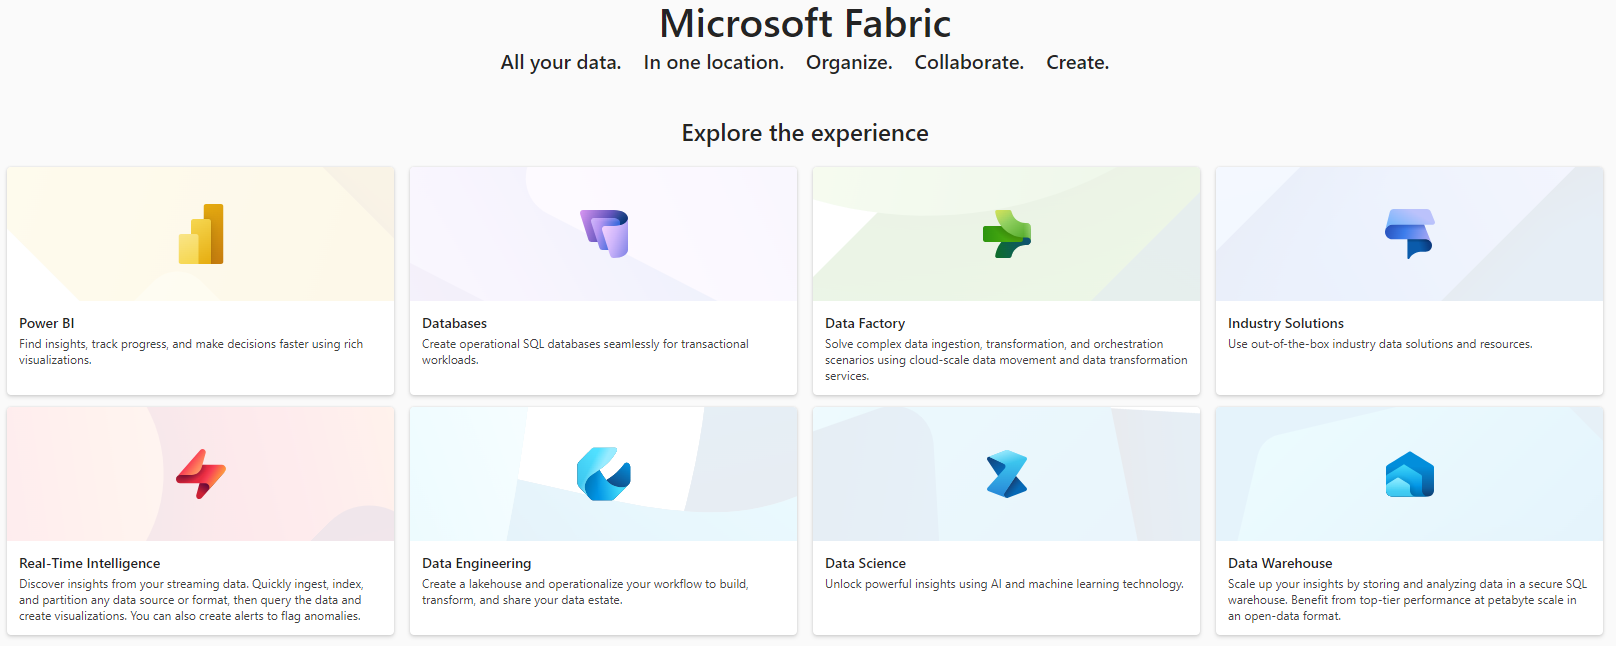 Microsoft Fabric
All your data. In one location. Organize. Collaborate. Create.
Explore the experience
Power BI
Find insights, track progress, and make decisions faster using rich
visualizations.
Databases
Create operational SQL databases seamlessly for transactional
workloads.
Data Factory
Solve complex data ingestion, transformation, and orchestration
scenarios using cloud-scale data movement and data transformation
services.
Industry Solutions
Use out-of-the-box industry data solutions and resources.
Real-Time Intelligence
Discover insights from your streaming data. Quickly ingest, index,
and partition any data source or format, then query the data and
create visualizations. You can also create alerts to flag anomalies.
Data Engineering
Create a lakehouse and operationalize your workflow to build,
transform, and share your data estate.
Data Science
Unlock powerful insights using AI and machine learning technology.
Data Warehouse
Scale up your insights by storing and analyzing data in a secure SQL
warehouse. Benefit from top-tier performance at petabyte scale in
an open-data format.